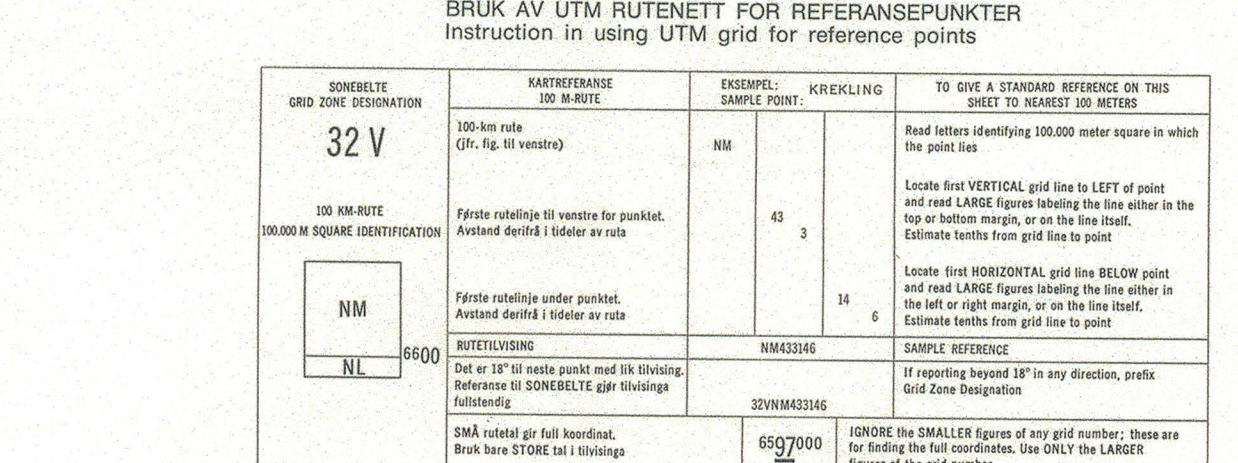 BRUK AV UTM RUTENETT FOR REFERANSEPUNKTER
Instruction in using UTM grid for reference points
SONEBELTE
GRID ZONE DESIGNATION
32 V
100 KM-RUTE
100.000 M SQUARE IDENTIFICATION
NM
NL
6600
KARTREFERANSE
100 M-RUTE
EKSEMPEL: KREKLING
SAMPLE POINT:
TO GIVE A STANDARD REFERENCE ON THIS
SHEET TO NEAREST 100 METERS
100-km rute
(jfr. fig. til venstre)
NM
Read letters identifying 100.000 meter square in which
the point lies
Første rutelinje til venstre for punktet.
Avstand derifrå i tideler av ruta
43
3
Locate first VERTICAL grid line to LEFT of point
and read LARGE figures labeling the line either in the
top or bottom margin, or on the line itself.
Estimate tenths from grid line to point
Første rutelinje under punktet.
Avstand derifrå i tideler av ruta
14
6
Locate first HORIZONTAL grid line BELOW point
and read LARGE figures labeling the line either in
the left or right margin, or on the line itself.
Estimate tenths from grid line to point
RUTETILVISING
NM433146
SAMPLE REFERENCE
Det er 18° til neste punkt med lik tilvising.
Referanse til SONEBELTE gjør tilvisinga
fullstendig
32VNM433146
If reporting beyond 18° in any direction, prefix
Grid Zone Designation
SMÅ rutetal gir full koordinat.
Bruk bare STORE tal i tilvisinga
6597000
IGNORE the SMALLER figures of any grid number; these are
for finding the full coordinates. Use ONLY the LARGER
figures of the grid number